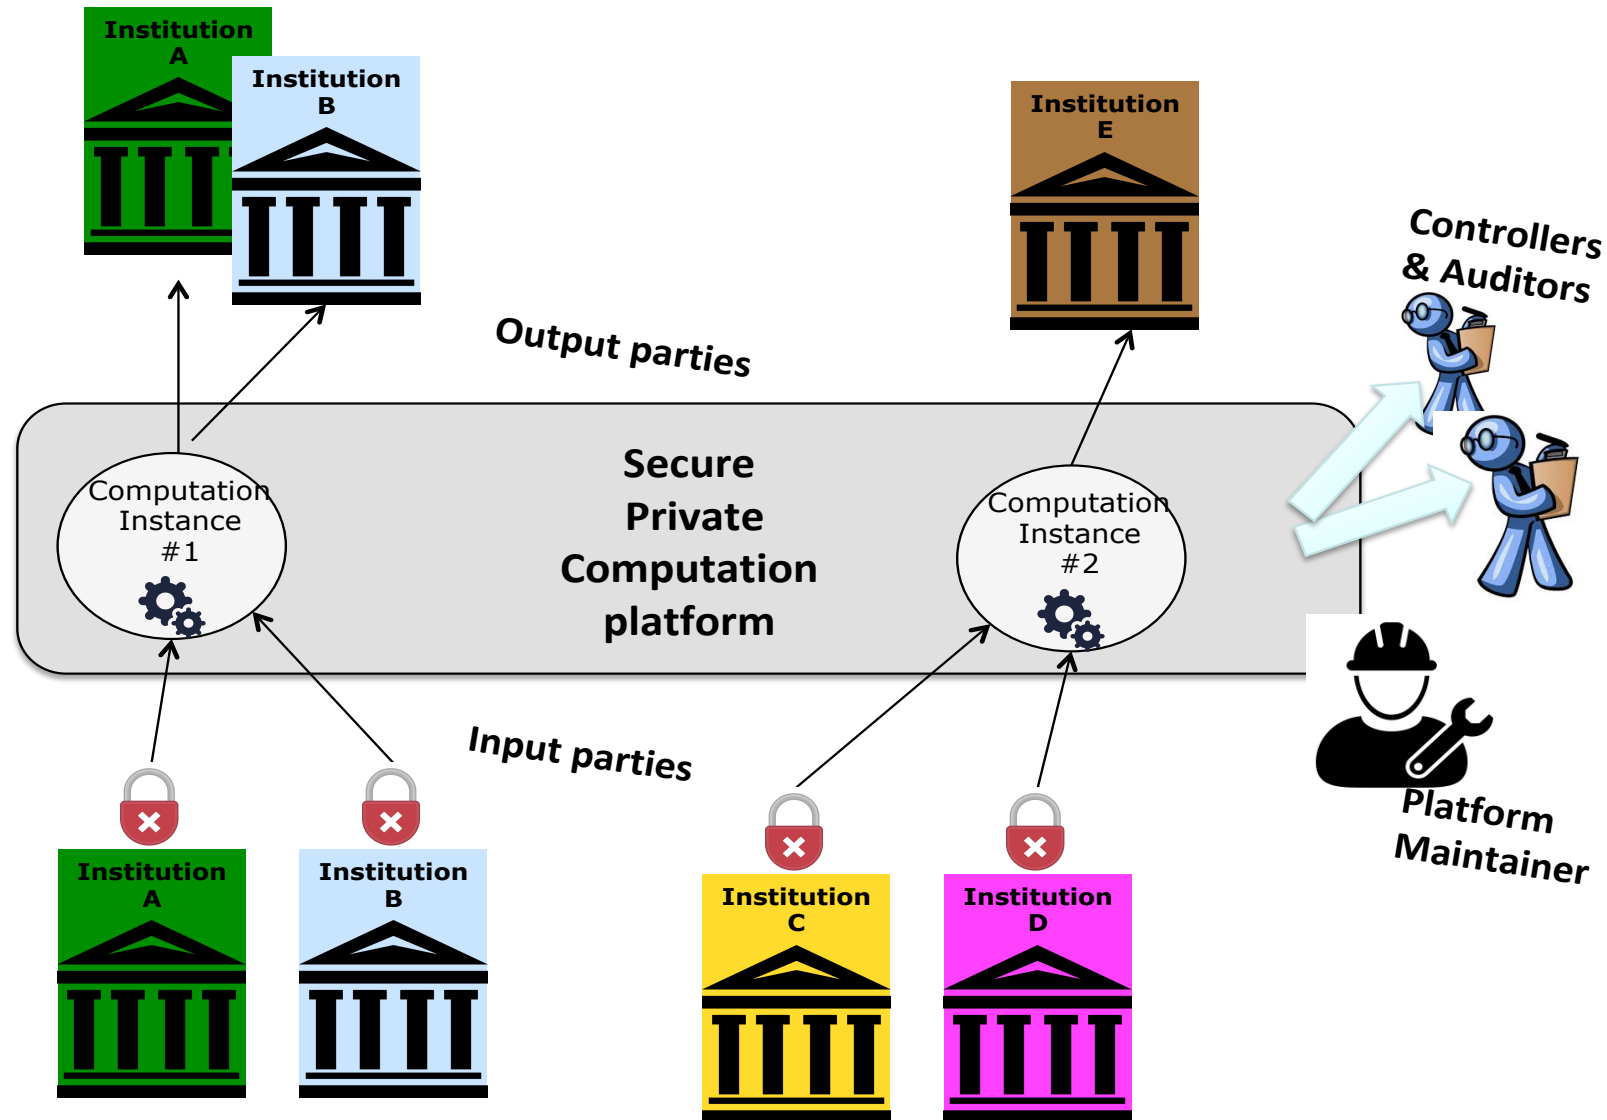 Institution
A
Institution
B
Institution
E
Controllers
& Auditors
Output parties
Computation
Instance
#1
Secure
Private
Computation
platform
Computation
Instance
#2
Input parties
Platform
Maintainer
Institution
A
Institution
B
Institution
C
Institution
D